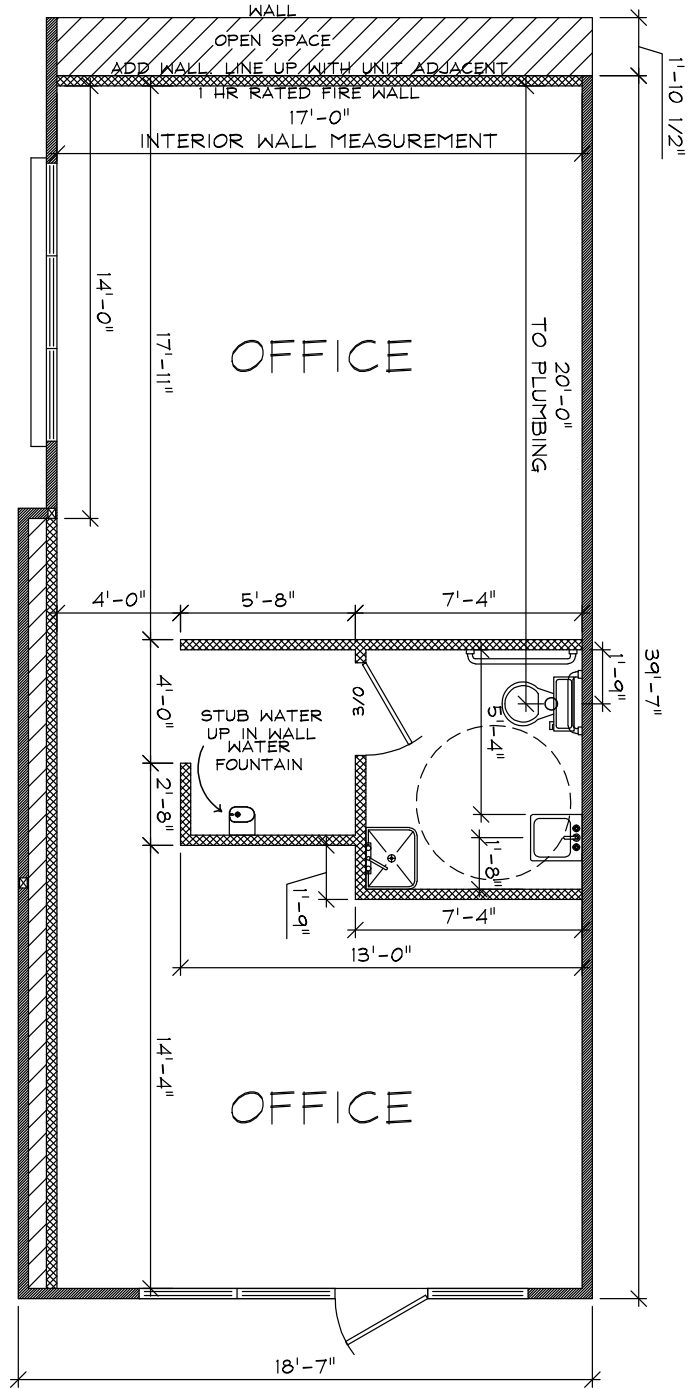 WALL
OPEN SPACE
ADD WALL. LINE UP WITH UNIT ADJACENT
1 HR RATED FIRE WALL
17'-0"
INTERIOR WALL MEASUREMENT
1'-10 1/2"
14'-0"
17'-11"
OFFICE
20'-0"
TO PLUMBING
4'-0"
5'-8"
7'-4"
1'-9"
39'-7"
4'-0"
3/0
5'-4"
STUB WATER
UP IN WALL
WATER
FOUNTAIN
2'-8"
1'-8"
1'-9"
7'-4"
13'-0"
14'-4"
OFFICE
18'-7"